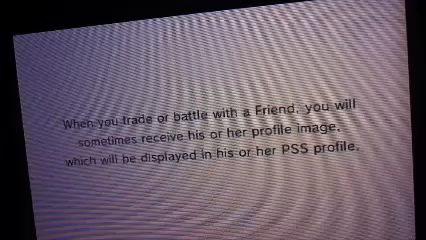 When you trade or battle with a Friend, you will
sometimes receive his or her profile image,
which will be displayed in his or her PSS profile.